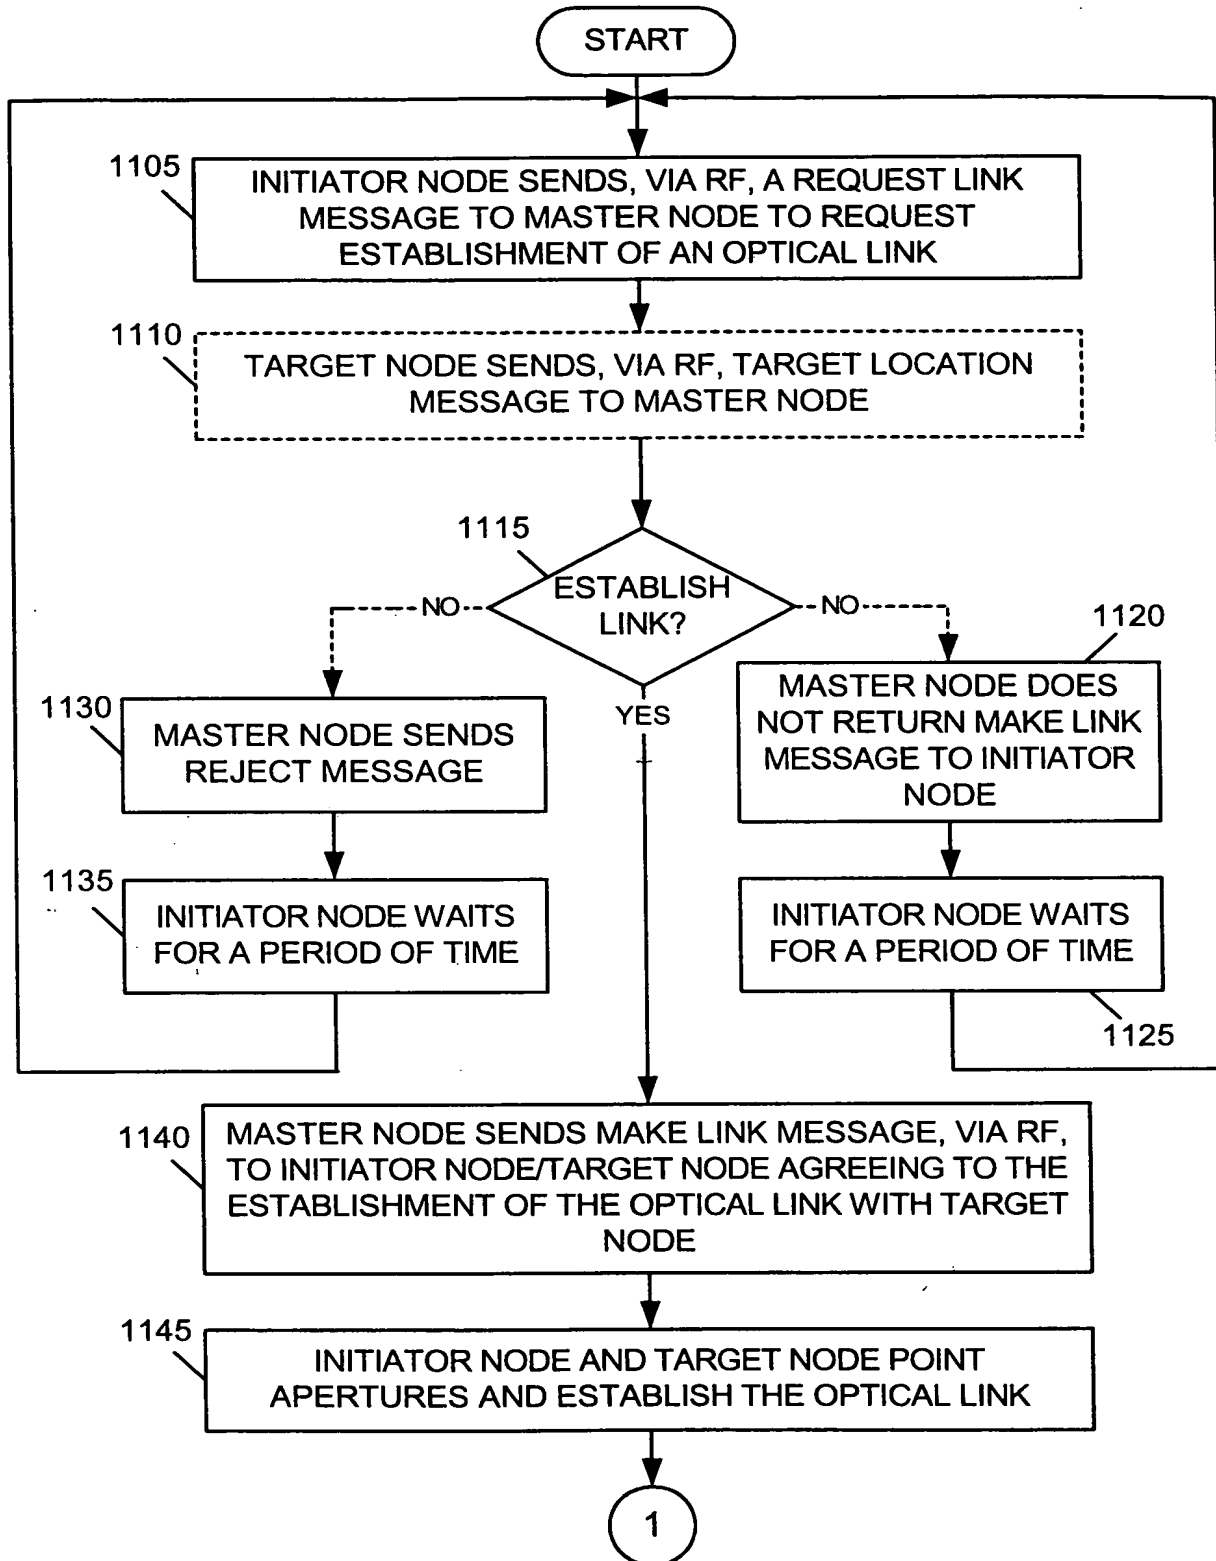 START
1105
INITIATOR NODE SENDS, VIA RF, A REQUEST LINK
MESSAGE TO MASTER NODE TO REQUEST
ESTABLISHMENT OF AN OPTICAL LINK
1110
TARGET NODE SENDS, VIA RF, TARGET LOCATION
MESSAGE TO MASTER NODE
1115
ESTABLISH
LINK?
NO
NO
YES
1130
MASTER NODE SENDS
REJECT MESSAGE
1120
MASTER NODE DOES
NOT RETURN MAKE LINK
MESSAGE TO INITIATOR
NODE
1135
INITIATOR NODE WAITS
FOR A PERIOD OF TIME
INITIATOR NODE WAITS
FOR A PERIOD OF TIME
1125
1140
MASTER NODE SENDS MAKE LINK MESSAGE, VIA RF,
TO INITIATOR NODE/TARGET NODE AGREEING TO THE
ESTABLISHMENT OF THE OPTICAL LINK WITH TARGET
NODE
1145
INITIATOR NODE AND TARGET NODE POINT
APERTURES AND ESTABLISH THE OPTICAL LINK
1